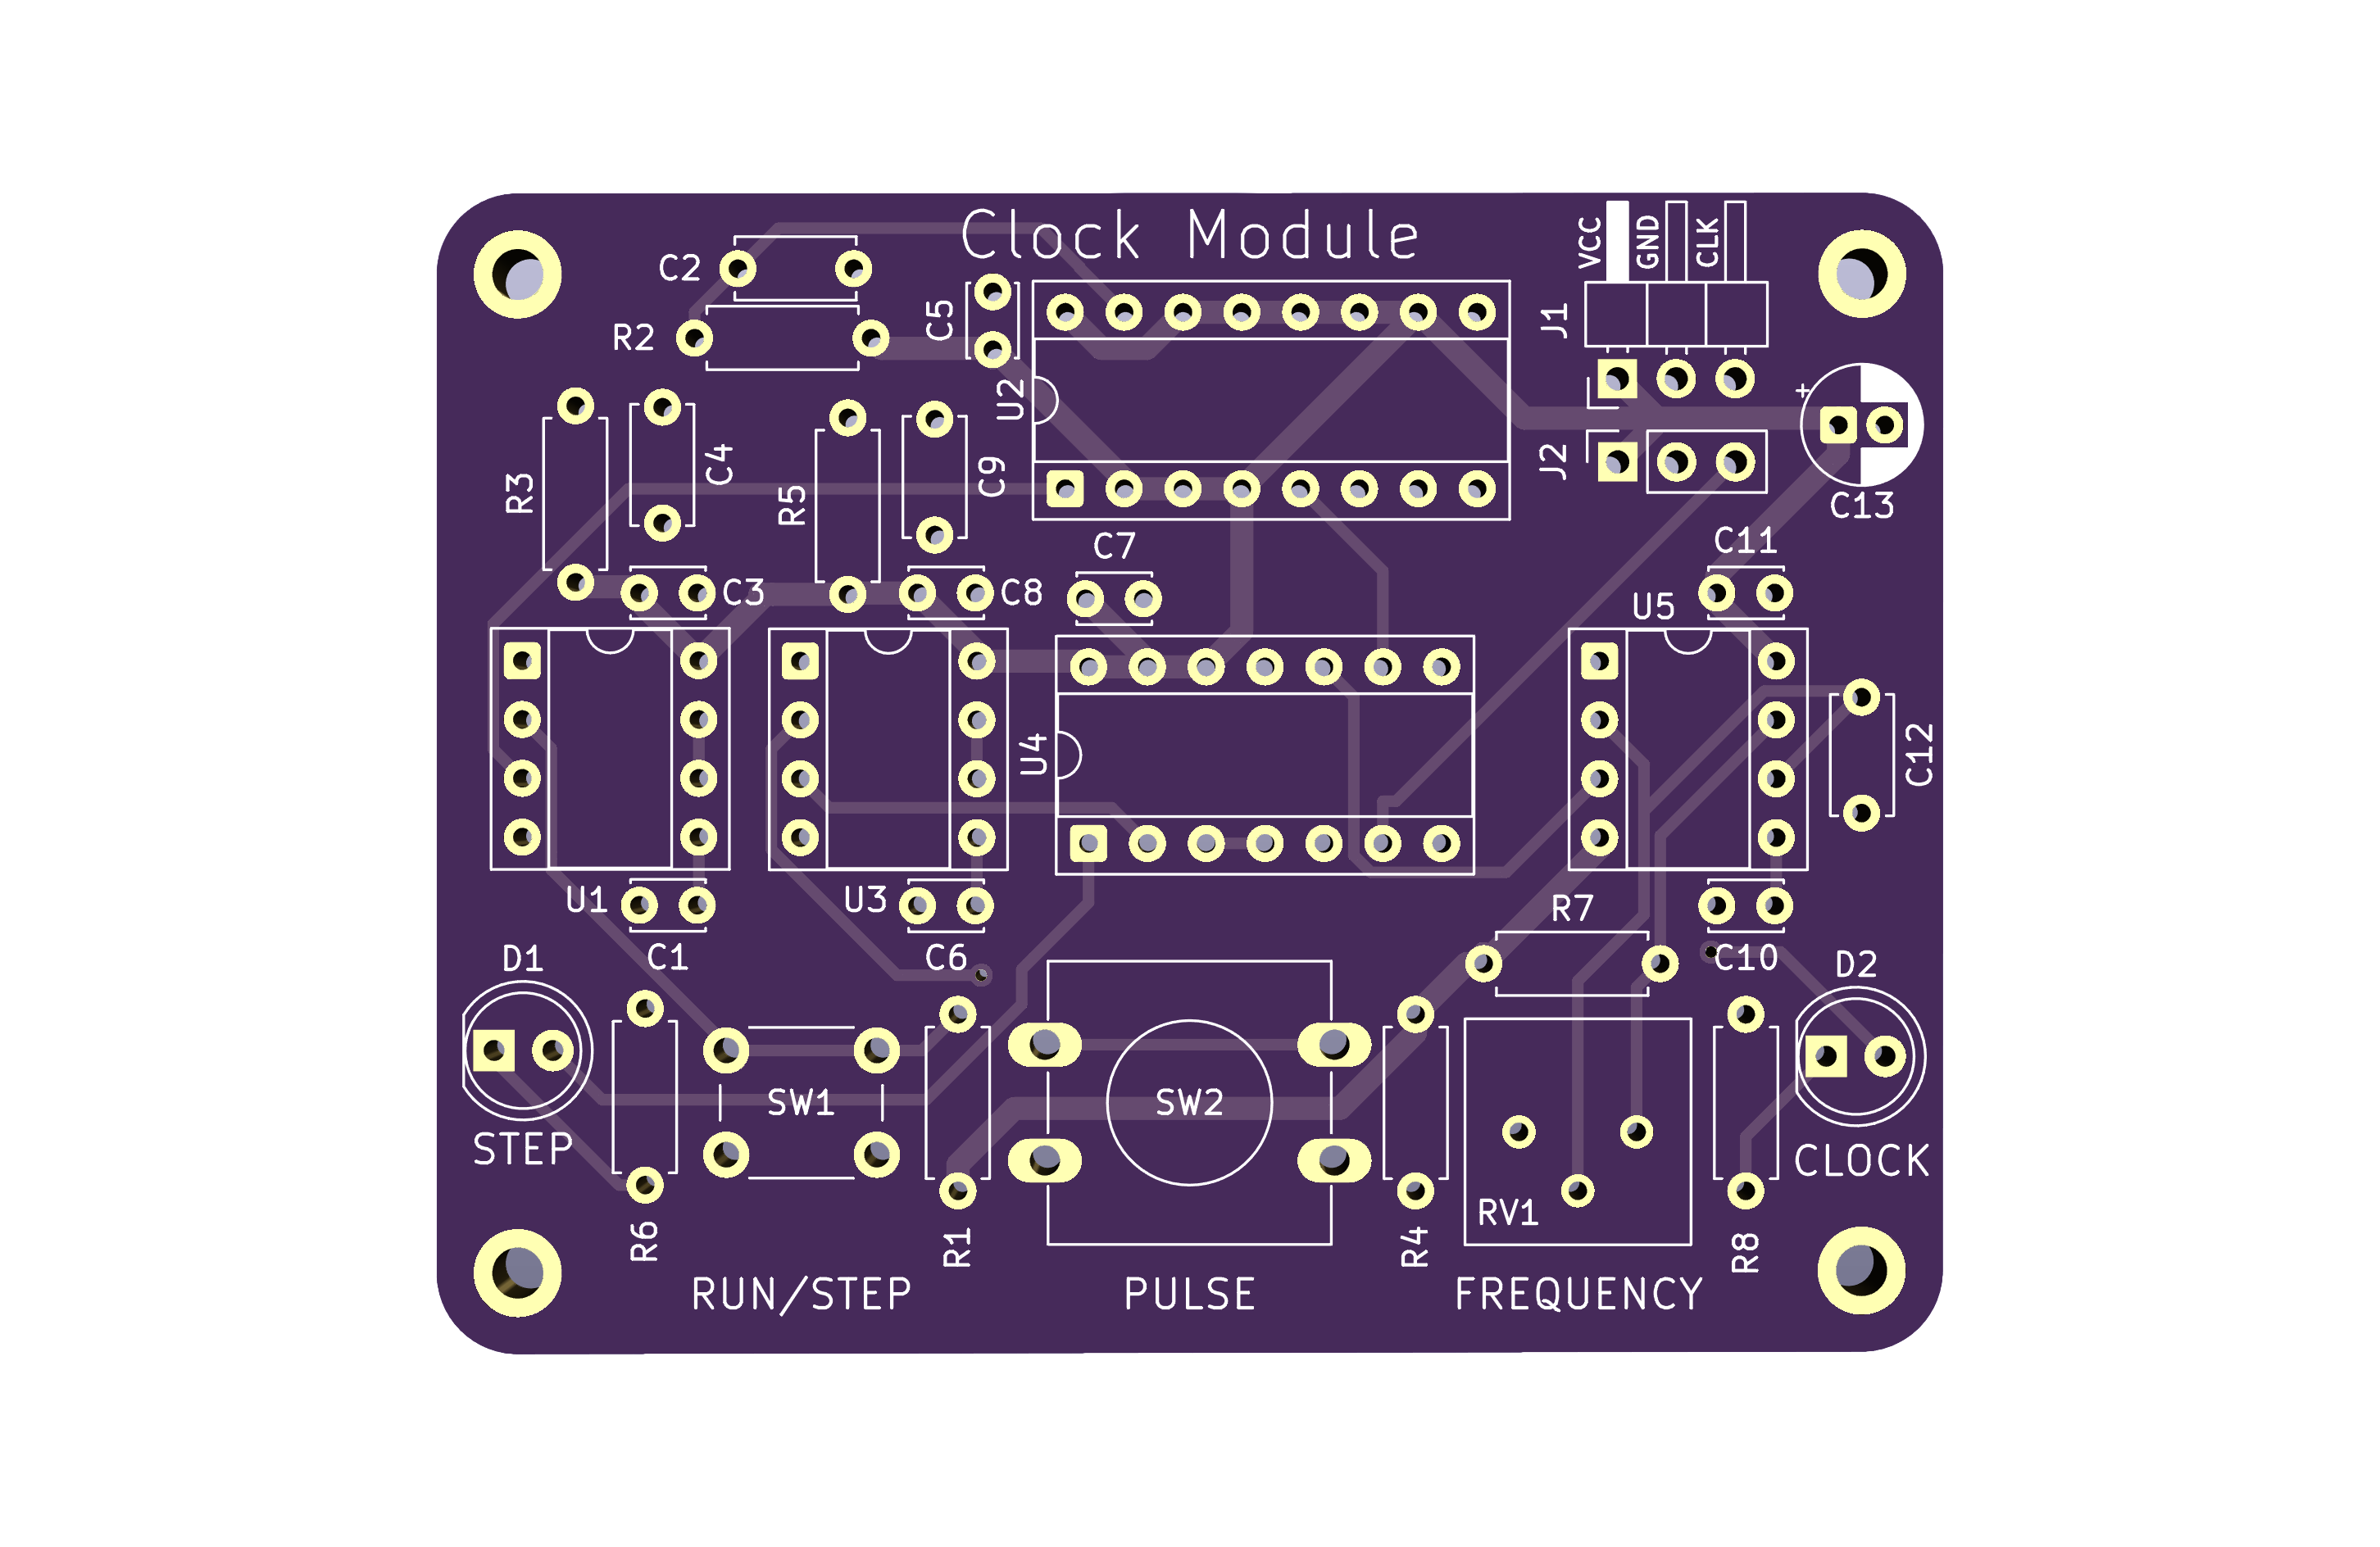 Clock Module
VCC
GND
CLK
C2
R2
C5
J1
U2
+
R3
C4
R5
C9
J2
C13
C7
C11
C3
C8
U5
U4
C12
U1
U3
R7
D1
C1
C6
C10
D2
SW1
SW2
STEP
CLOCK
RV1
R6
R1
R4
R8
RUN/STEP
PULSE
FREQUENCY